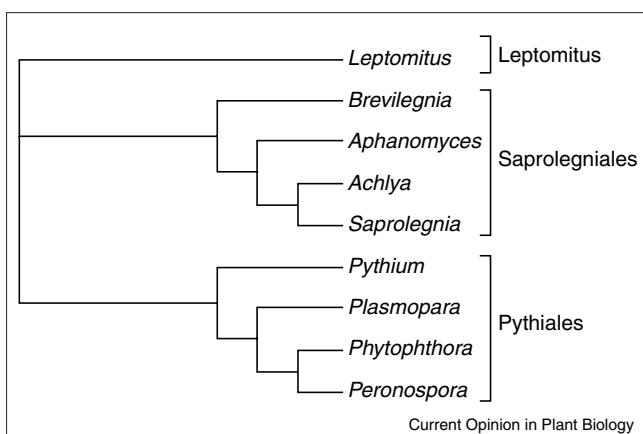 Leptomitus
Leptomitus
Brevilegnia
Aphanomyces
Achlya
Saprolegnia
Saprolegniales
Pythium
Plasmopara
Phytophthora
Peronospora
Pythiales
Current Opinion in Plant Biology